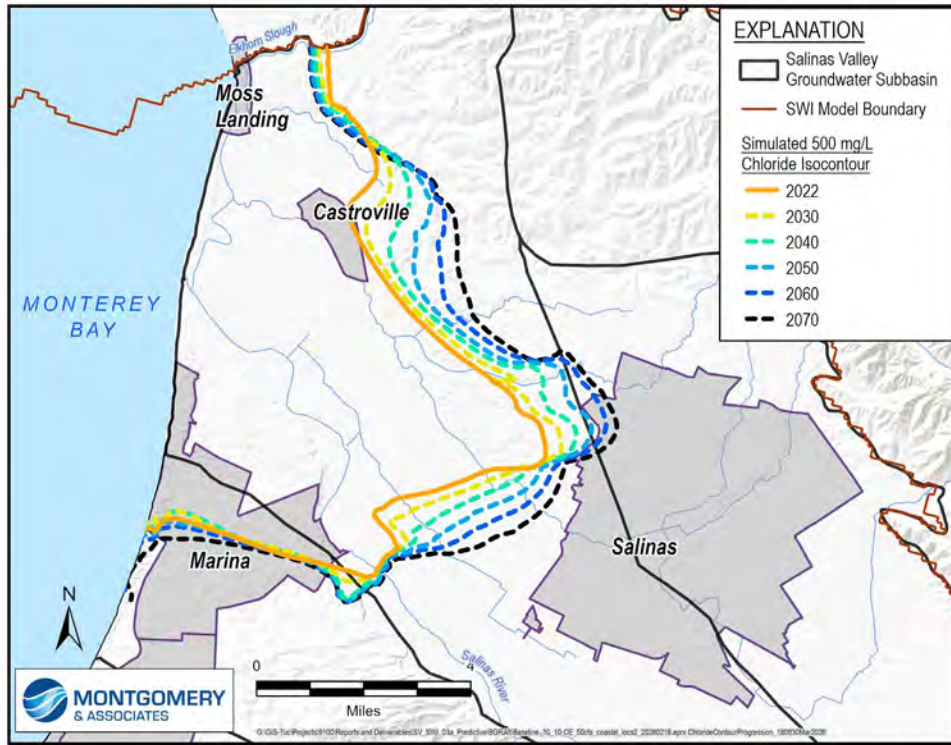 Elkhorn Slough
Moss
Landing
Castroville
MONTEREY
BAY
Marina
Salinas
Salinas River
N
0
4
Miles
MONTGOMERY
& ASSOCIATES
EXPLANATION
Salinas Valley
Groundwater Subbasin
SWI Model Boundary
Simulated 500 mg/L
Chloride Isocontour
2022
2030
2040
2050
2060
2070